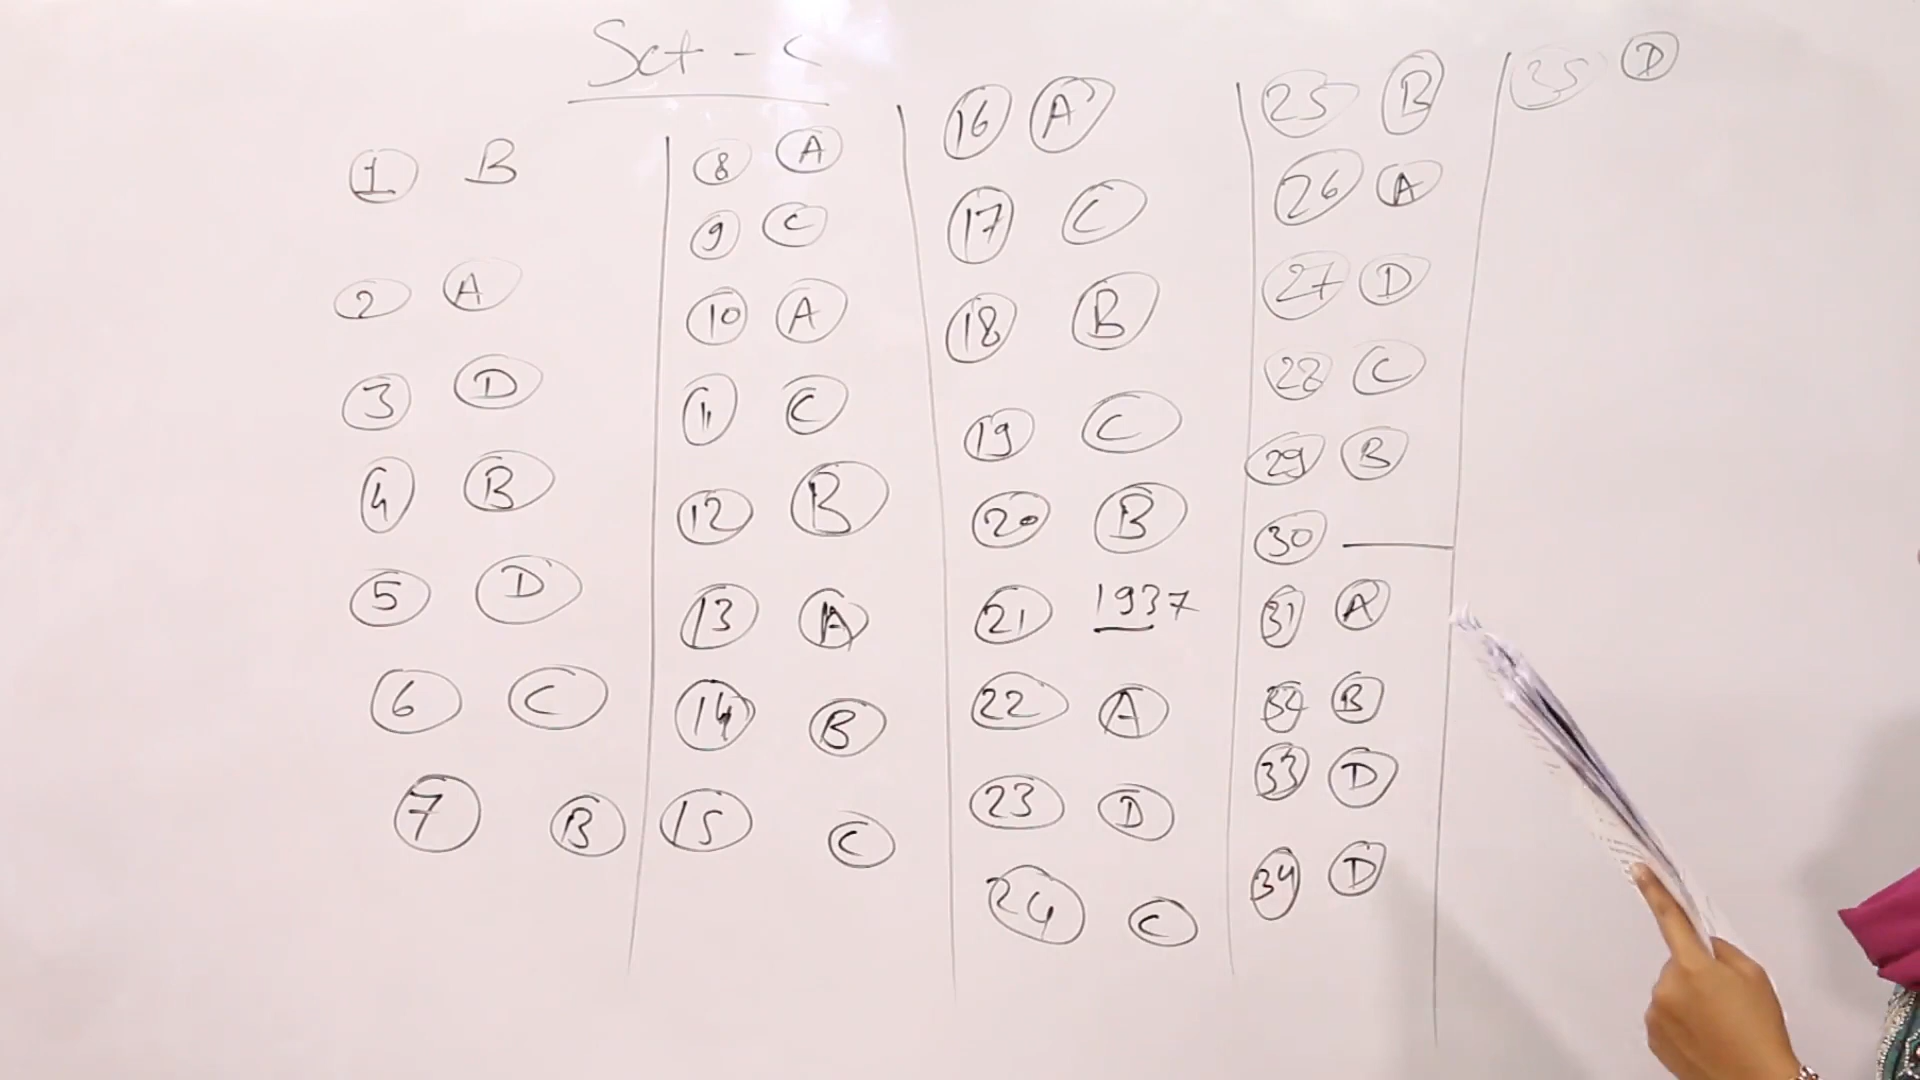 Set - C
1 B
2 A
3 D
4 B
5 D
6 C
7 B
8 A
9 C
10 A
11 C
12 B
13 A
14 B
15 C
16 A
17 C
18 B
19 C
20 B
21 1937
22 A
23 D
24 C
25 B
26 A
27 D
28 C
29 B
30 —
31 A
32 B
33 D
34 D
35 D